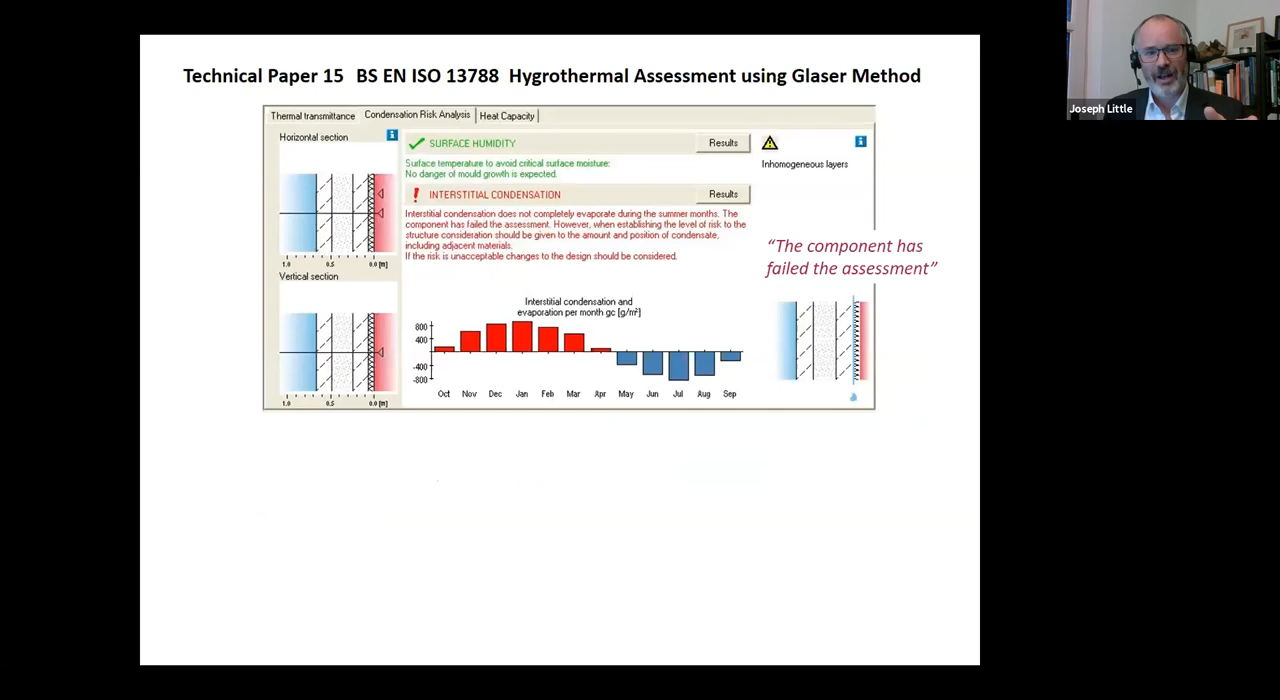 Joseph Little
Technical Paper 15 BS EN ISO 13788 Hygrothermal Assessment using Glaser Method
Thermal transmittance
Condensation Risk Analysis
Heat Capacity
Horizontal section
1.0 0.5 0.0 [m]
Vertical section
1.0 0.5 0.0 [m]
SURFACE HUMIDITY
Results
Surface temperature to avoid critical surface moisture:
No danger of mould growth is expected.
INTERSTITIAL CONDENSATION
Results
Interstitial condensation does not completely evaporate during the summer months. The
component has failed the assessment. However, when establishing the level of risk to the
structure consideration should be given to the amount and position of condensate,
including adjacent materials.
If the risk is unacceptable changes to the design should be considered.
Interstitial condensation and
evaporation per month gc [g/m²]
800
400
-400
-800
Oct Nov Dec Jan Feb Mar Apr May Jun Jul Aug Sep
Inhomogeneous layers
“The component has
failed the assessment”